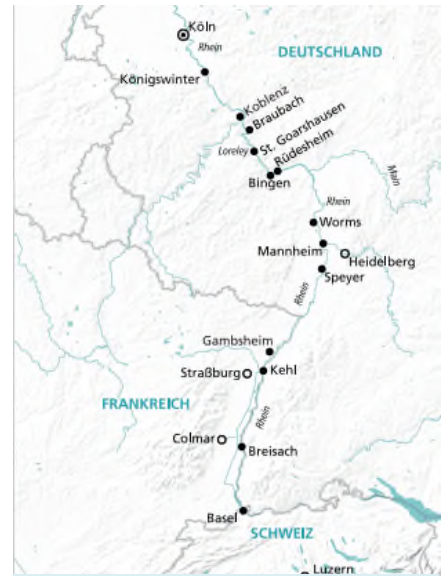 Köln
Rhein
DEUTSCHLAND
Königswinter
Koblenz
Braubach
St. Goarshausen
Loreley
Rüdesheim
Bingen
Main
Rhein
Worms
Mannheim
Heidelberg
Speyer
Rhein
Gambsheim
Straßburg
Kehl
FRANKREICH
Rhein
Colmar
Breisach
Basel
SCHWEIZ
Luzern